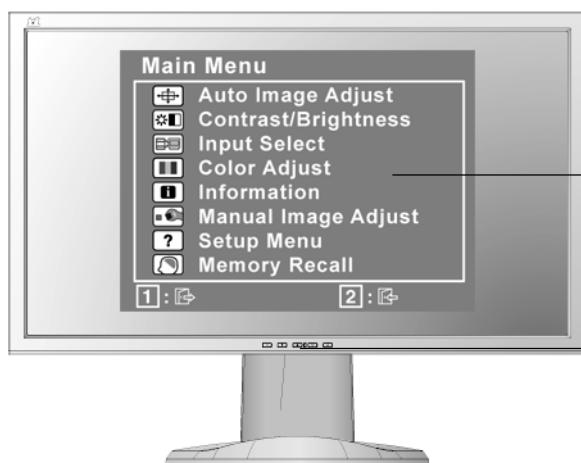 Main Menu
Auto Image Adjust
Contrast/Brightness
Input Select
Color Adjust
Information
Manual Image Adjust
Setup Menu
Memory Recall
1 : 2 :